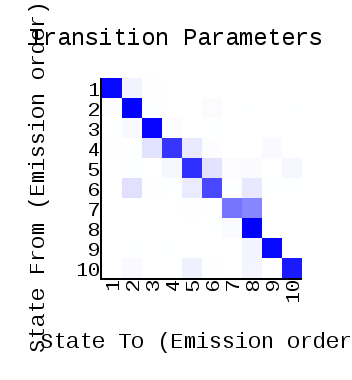 Transition Parameters
State From (Emission order)
1
2
3
4
5
6
7
8
9
10
1 2 3 4 5 6 7 8 9 10
State To (Emission order